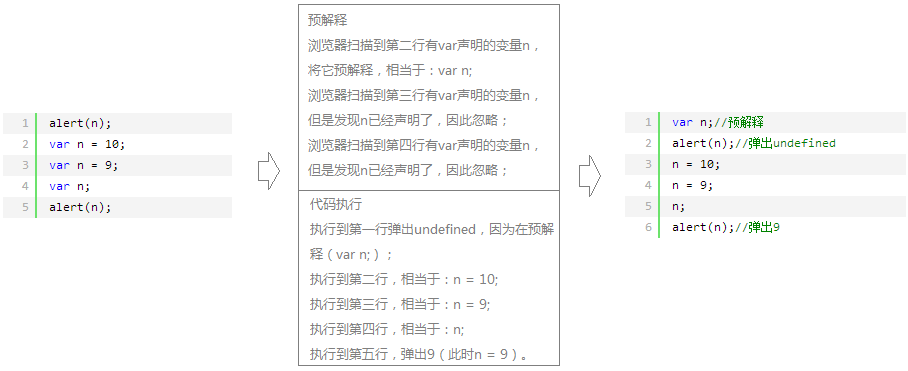 1 alert(n);
2 var n = 10;
3 var n = 9;
4 var n;
5 alert(n);
预解释
浏览器扫描到第二行有var声明的变量n，
将它预解释，相当于：var n;
浏览器扫描到第三行有var声明的变量n，
但是发现n已经声明了，因此忽略；
浏览器扫描到第四行有var声明的变量n，
但是发现n已经声明了，因此忽略；
代码执行
执行到第一行弹出undefined，因为在预解
释（var n;）；
执行到第二行，相当于：n = 10;
执行到第三行，相当于：n = 9;
执行到第四行，相当于：n;
执行到第五行，弹出9（此时n = 9）。
1 var n;//预解释
2 alert(n);//弹出undefined
3 n = 10;
4 n = 9;
5 n;
6 alert(n);//弹出9